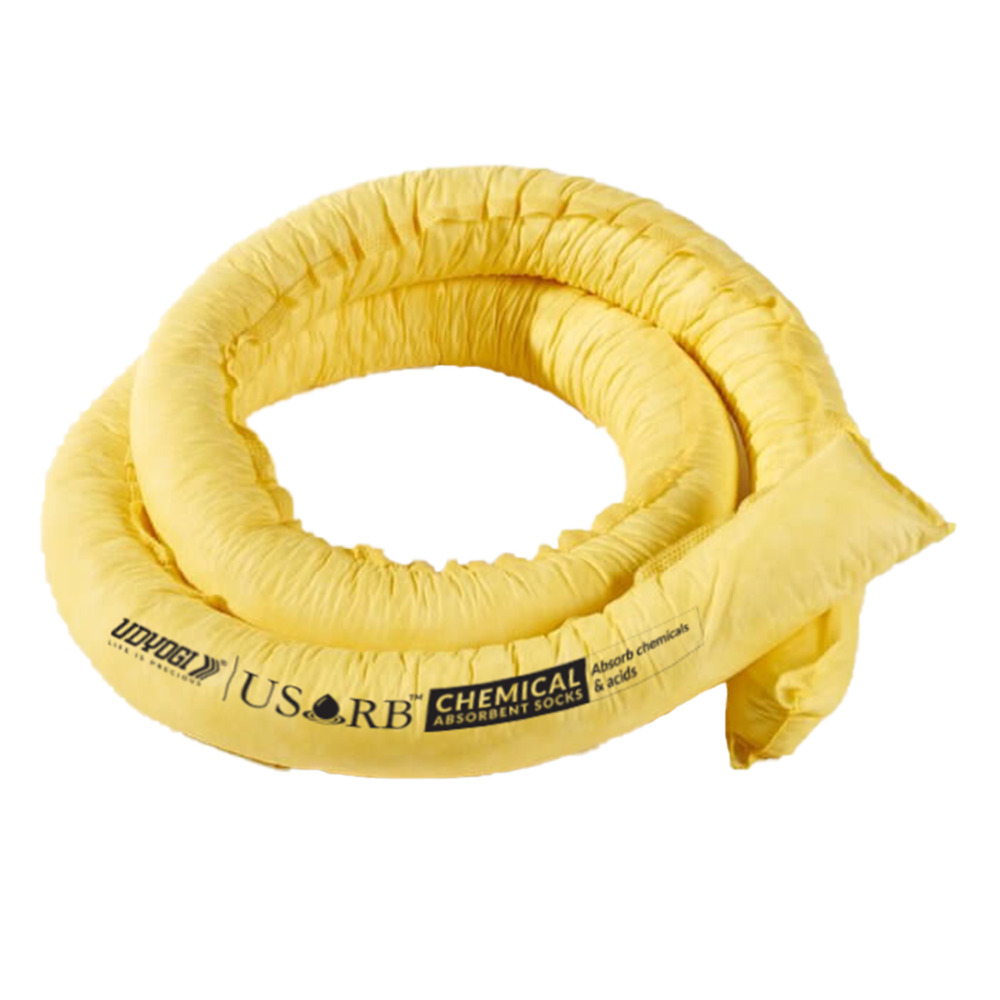 UDYOGI®
LIFE IS PRECIOUS
USORB™
CHEMICAL
ABSORBENT SOCKS
Absorb chemicals
& acids